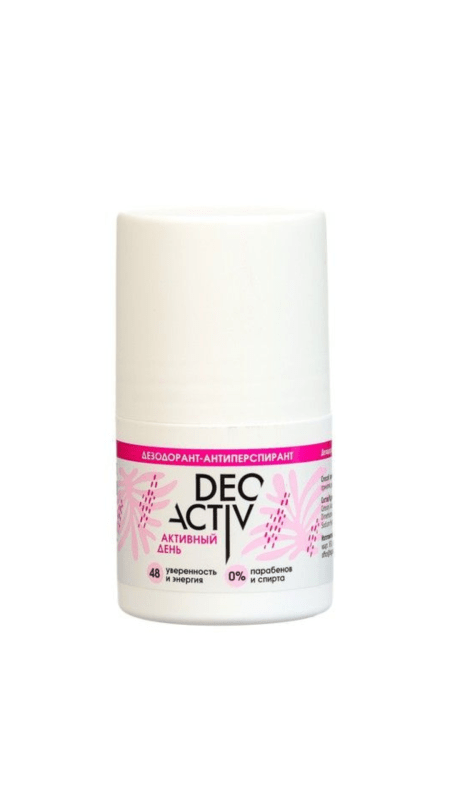 ДЕЗОДОРАНТ-АНТИПЕРСПИРАНТ
DEO
ACTIV
АКТИВНЫЙ
ДЕНЬ
48 уверенность
и энергия
0% парабенов
и спирта